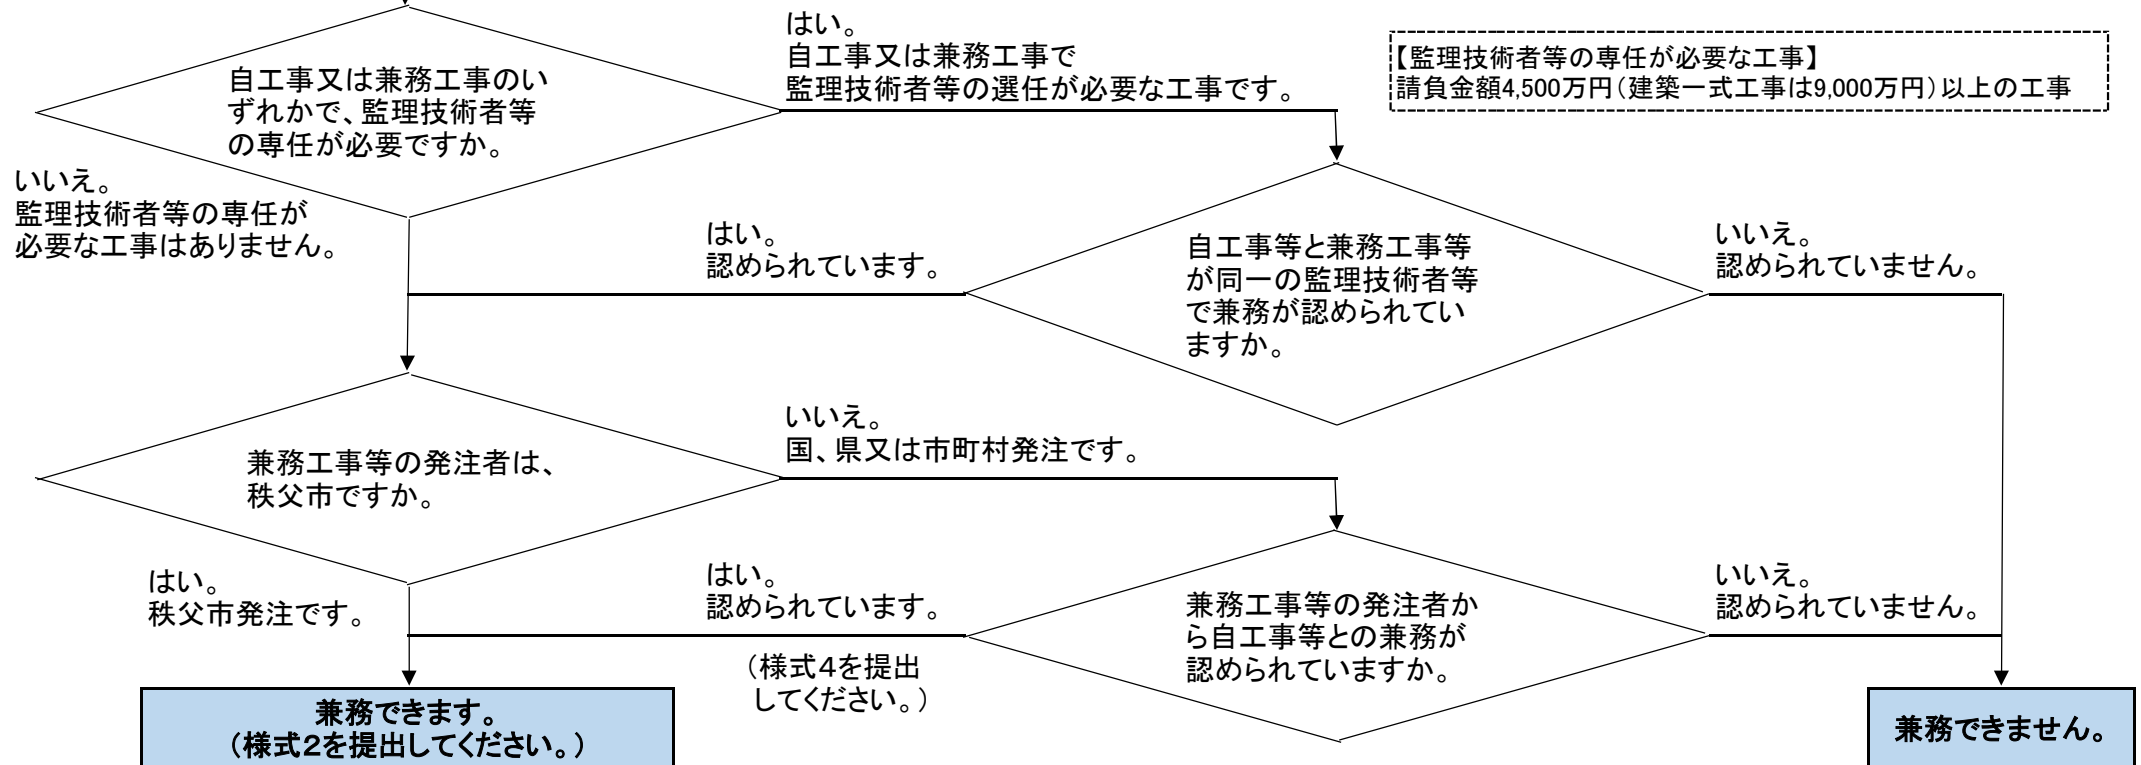 はい。
自工事又は兼務工事で
監理技術者等の選任が必要な工事です。
【監理技術者等の専任が必要な工事】
請負金額4,500万円(建築一式工事は9,000万円)以上の工事
自工事又は兼務工事のい
ずれかで、監理技術者等
の専任が必要ですか。
いいえ。
監理技術者等の専任が
必要な工事はありません。
はい。
認められています。
自工事等と兼務工事等
が同一の監理技術者等
で兼務が認められてい
ますか。
いいえ。
認められていません。
兼務工事等の発注者は、
秩父市ですか。
いいえ。
国、県又は市町村発注です。
はい。
秩父市発注です。
はい。
認められています。
(様式4を提出
してください。)
兼務工事等の発注者か
ら自工事等との兼務が
認められていますか。
いいえ。
認められていません。
兼務できます。
(様式2を提出してください。)
兼務できません。